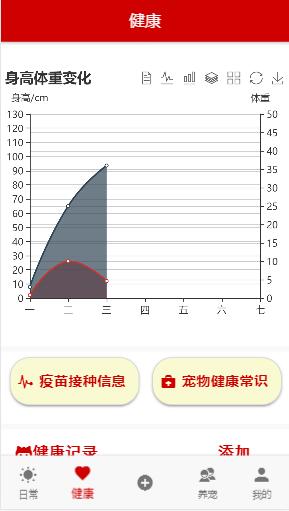 健康
身高体重变化
身高/cm 体重
130 50
120 45
110
100 40
90 35
80 30
70 25
60 20
50
40 15
30 10
20 5
10
0 0
一 二 三 四 五 六 七
疫苗接种信息 宠物健康常识
健康记录 添加
日常 健康 养宠 我的